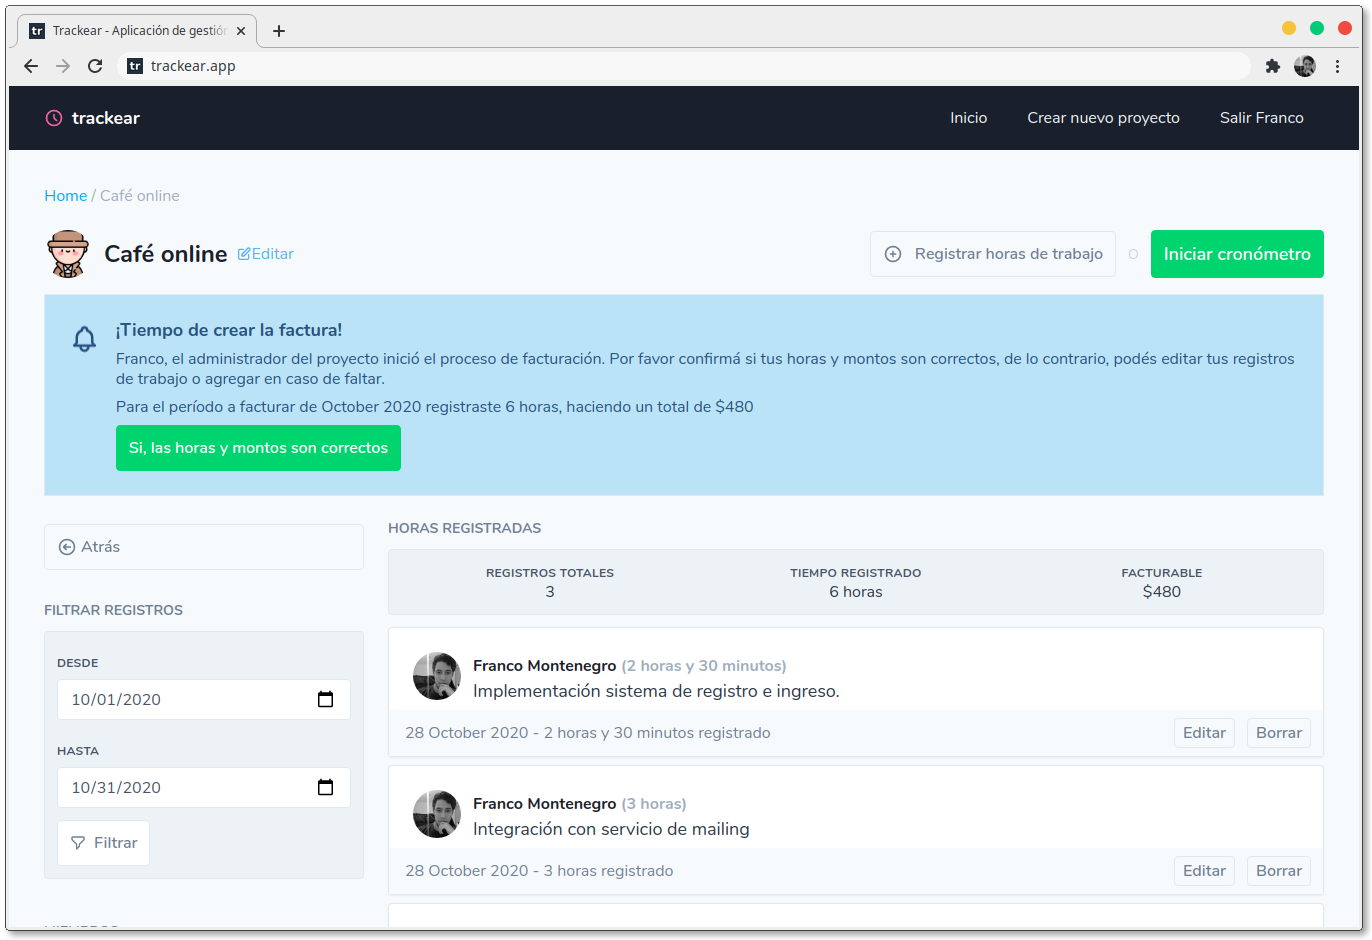 tr Trackear - Aplicación de gestión
tr trackear.app
trackear
Inicio
Crear nuevo proyecto
Salir Franco
Home / Café online
Café online
Editar
Registrar horas de trabajo
O
Iniciar cronómetro
¡Tiempo de crear la factura!
Franco, el administrador del proyecto inició el proceso de facturación. Por favor confirmá si tus horas y montos son correctos, de lo contrario, podés editar tus registros
de trabajo o agregar en caso de faltar.
Para el período a facturar de October 2020 registraste 6 horas, haciendo un total de $480
Si, las horas y montos son correctos
Atrás
FILTRAR REGISTROS
DESDE
10/01/2020
HASTA
10/31/2020
Filtrar
HORAS REGISTRADAS
REGISTROS TOTALES
3
TIEMPO REGISTRADO
6 horas
FACTURABLE
$480
Franco Montenegro (2 horas y 30 minutos)
Implementación sistema de registro e ingreso.
28 October 2020 - 2 horas y 30 minutos registrado
Editar
Borrar
Franco Montenegro (3 horas)
Integración con servicio de mailing
28 October 2020 - 3 horas registrado
Editar
Borrar